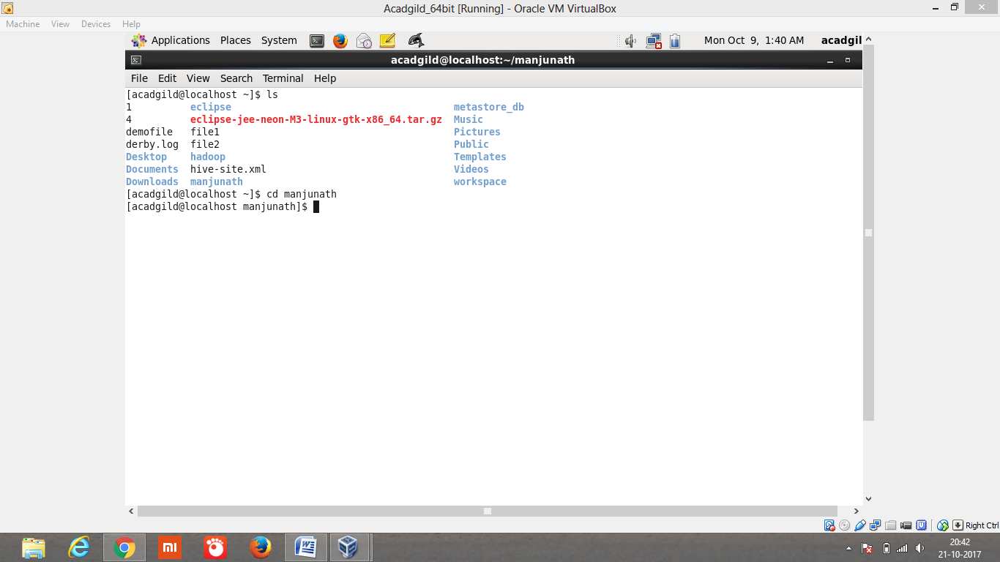 Acadgild_64bit [Running] - Oracle VM VirtualBox
Machine View Devices Help
Applications Places System Mon Oct 9, 1:40 AM acadgil
acadgild@localhost:~/manjunath
File Edit View Search Terminal Help
[acadgild@localhost ~]$ ls
1 eclipse metastore_db
4 eclipse-jee-neon-M3-linux-gtk-x86_64.tar.gz Music
demofile file1 Pictures
derby.log file2 Public
Desktop hadoop Templates
Documents hive-site.xml Videos
Downloads manjunath workspace
[acadgild@localhost ~]$ cd manjunath
[acadgild@localhost manjunath]$
Right Ctrl
mi
20:42
21-10-2017